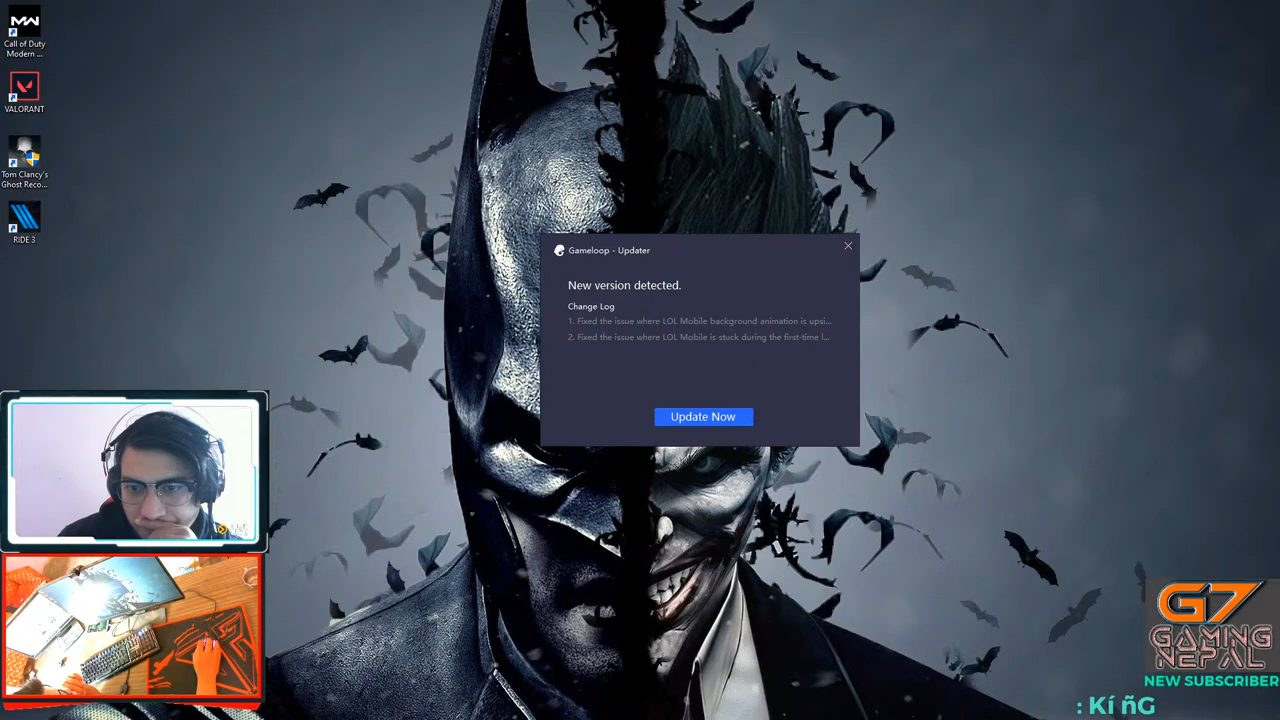 Call of Duty
Modern ...
VALORANT
Tom Clancy's
Ghost Reco...
RIDE 3
Gameloop - Updater
New version detected.
Change Log
1. Fixed the issue where LOL Mobile background animation is upsi...
2. Fixed the issue where LOL Mobile is stuck during the first-time l...
Update Now
G7
GAMING
NEPAL
NEW SUBSCRIBER
: Kí ñG